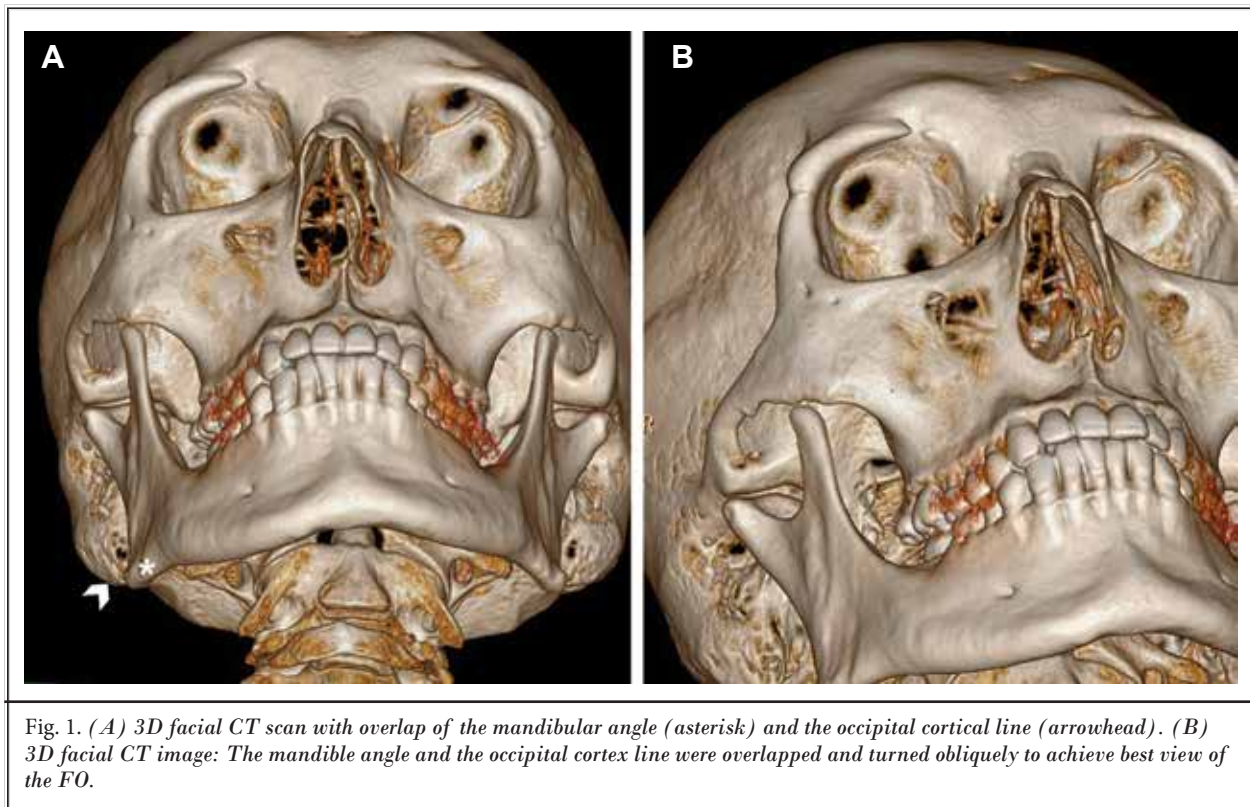 A
B
*
R
Fig. 1. (A) 3D facial CT scan with overlap of the mandibular angle (asterisk) and the occipital cortical line (arrowhead). (B)
3D facial CT image: The mandible angle and the occipital cortex line were overlapped and turned obliquely to achieve best view of
the FO.